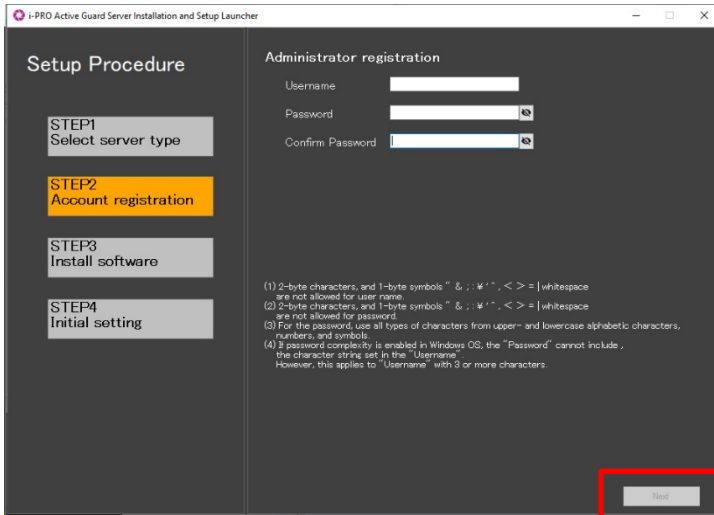 i-PRO Active Guard Server Installation and Setup Launcher
Setup Procedure
STEP1
Select server type
STEP2
Account registration
STEP3
Install software
STEP4
Initial setting
Administrator registration
Username
Password
Confirm Password
(1) 2-byte characters, and 1-byte symbols " & ; : ¥ ' ^ , < > = | whitespace
are not allowed for user name.
(2) 2-byte characters, and 1-byte symbols " & ; : ¥ ' ^ , < > = | whitespace
are not allowed for password.
(3) For the password, use all types of characters from upper- and lowercase alphabetic characters,
numbers, and symbols.
(4) If password complexity is enabled in Windows OS, the "Password" cannot include ,
the character string set in the "Username".
However, this applies to "Username" with 3 or more characters.
Next